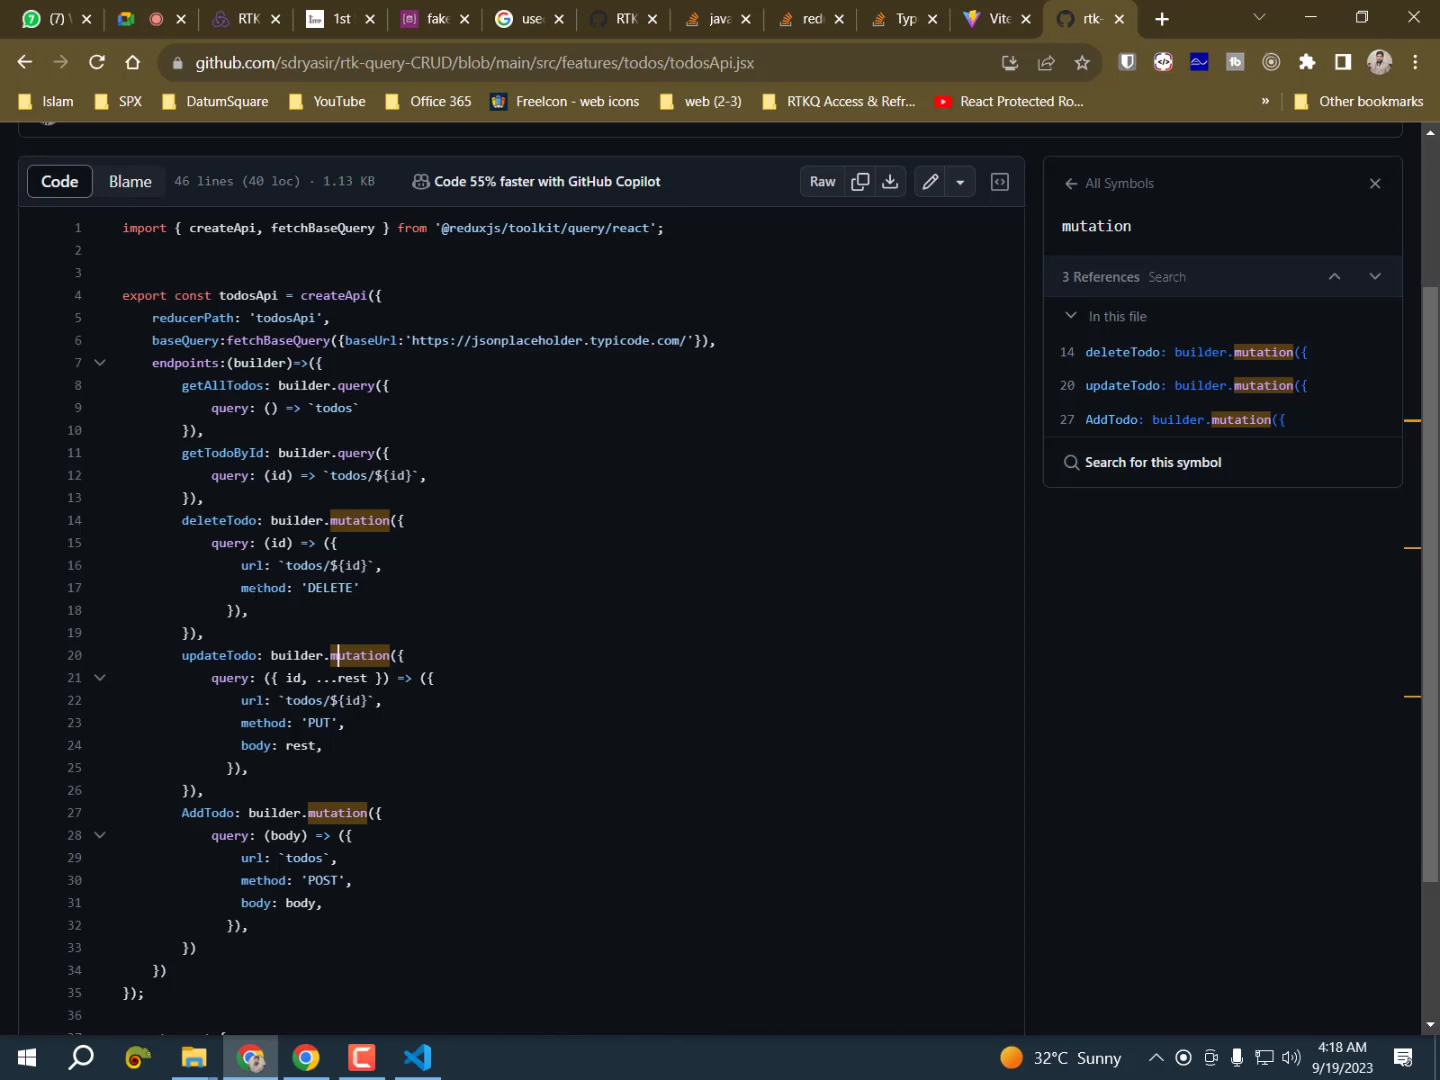 (7)
RTK
1st
fake
use
RTK
java
red
Typ
Vite
rtk-
github.com/sdryasir/rtk-query-CRUD/blob/main/src/features/todos/todosApi.jsx
Islam SPX DatumSquare YouTube Office 365 FreeIcon - web icons web (2-3) RTKQ Access & Refr... React Protected Ro... » Other bookmarks
Code Blame 46 lines (40 loc) · 1.13 KB Code 55% faster with GitHub Copilot Raw
1 import { createApi, fetchBaseQuery } from '@reduxjs/toolkit/query/react';
2
3
4 export const todosApi = createApi({
5 reducerPath: 'todosApi',
6 baseQuery:fetchBaseQuery({baseUrl:'https://jsonplaceholder.typicode.com/'}),
7 endpoints:(builder)=>({
8 getAllTodos: builder.query({
9 query: () => `todos`
10 }),
11 getTodoById: builder.query({
12 query: (id) => `todos/${id}`,
13 }),
14 deleteTodo: builder.mutation({
15 query: (id) => ({
16 url: `todos/${id}`,
17 method: 'DELETE'
18 }),
19 }),
20 updateTodo: builder.mutation({
21 query: ({ id, ...rest }) => ({
22 url: `todos/${id}`,
23 method: 'PUT',
24 body: rest,
25 }),
26 }),
27 AddTodo: builder.mutation({
28 query: (body) => ({
29 url: `todos`,
30 method: 'POST',
31 body: body,
32 }),
33 })
34 })
35 });
36
All Symbols
mutation
3 References Search
In this file
14 deleteTodo: builder.mutation({
20 updateTodo: builder.mutation({
27 AddTodo: builder.mutation({
Search for this symbol
32°C Sunny
4:18 AM
9/19/2023